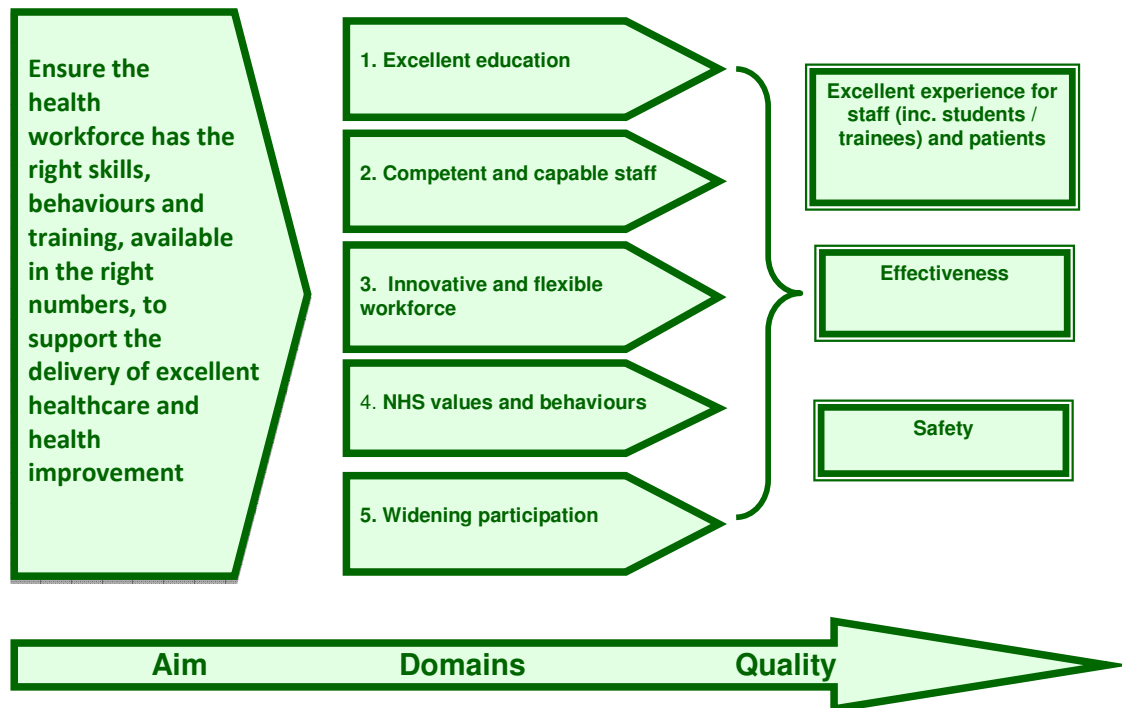 Ensure the
health
workforce has the
right skills,
behaviours and
training, available
in the right
numbers, to
support the
delivery of excellent
healthcare and
health
improvement
1. Excellent education
2. Competent and capable staff
3. Innovative and flexible
workforce
4. NHS values and behaviours
5. Widening participation
Excellent experience for
staff (inc. students /
trainees) and patients
Effectiveness
Safety
Aim Domains Quality